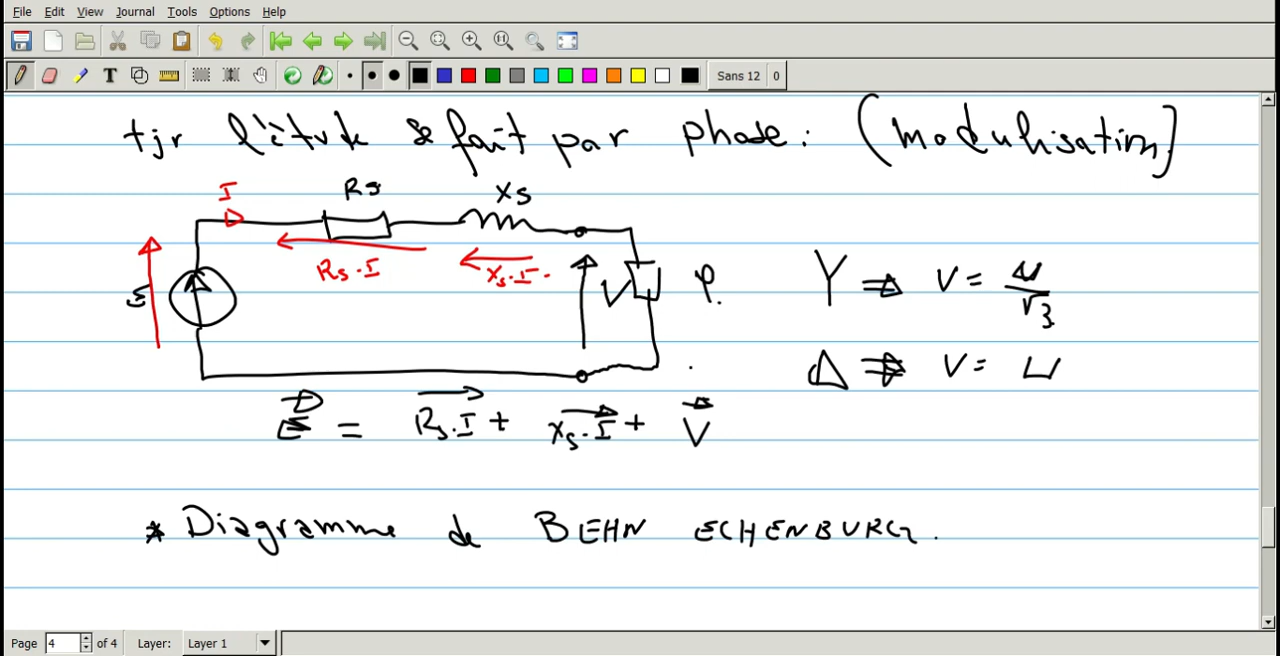 File Edit View Journal Tools Options Help
T Sans 12 0
tjr l'étude se fait par phase : (modulisation)
I Rs Xs
Rs.I Xs.I
E V φ. Y ⇒ V = U/√3
Δ ⇒ V = U
E = Rs.I + Xs.I + V
* Diagramme de BEHN ECHENBURG.
Page 4 of 4 Layer: Layer 1